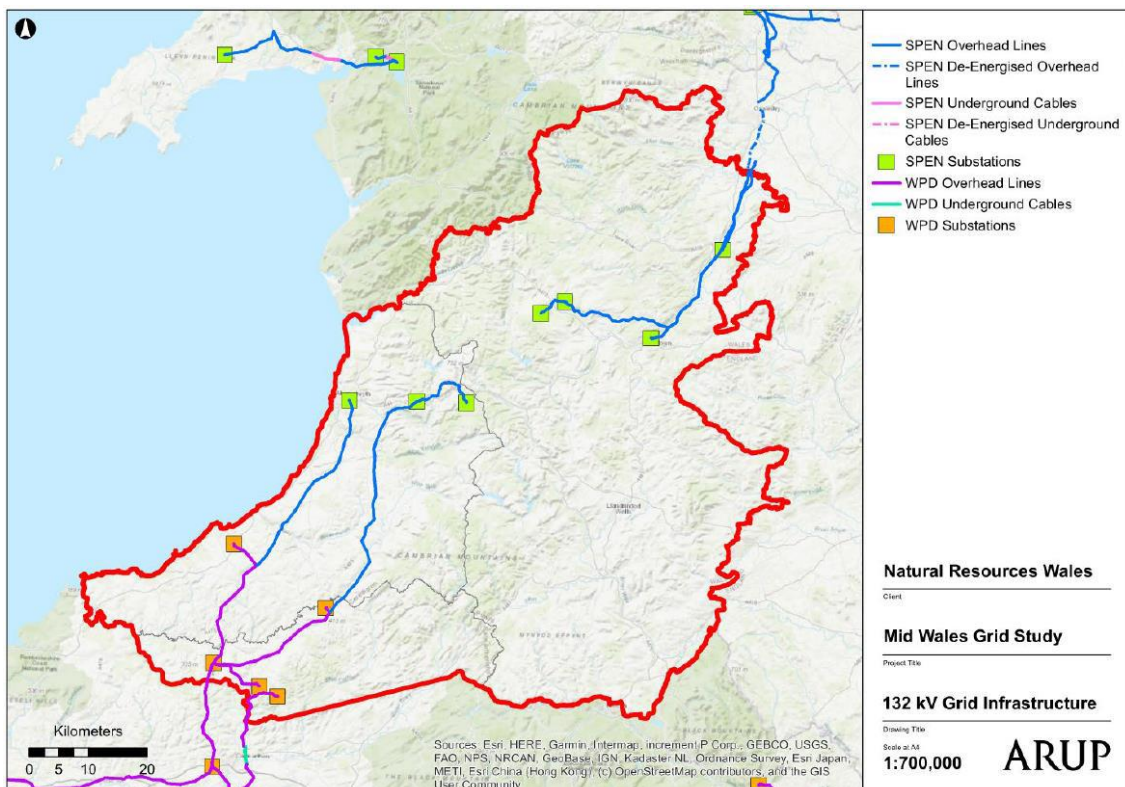 SPEN Overhead Lines
SPEN De-Energised Overhead
Lines
SPEN Underground Cables
SPEN De-Energised Underground
Cables
SPEN Substations
WPD Overhead Lines
WPD Underground Cables
WPD Substations
CAMBRIAN
CAMBRIAN MOUNTAINS
WALES
ENGLAND
Kilometers
0 5 10 20
Sources: Esri, HERE, Garmin, Intermap, increment P Corp., GEBCO, USGS,
FAO, NPS, NRCAN, GeoBase, IGN, Kadaster NL, Ordnance Survey, Esri Japan,
METI, Esri China (Hong Kong), (c) OpenStreetMap contributors, and the GIS
User Community
Natural Resources Wales
Client
Mid Wales Grid Study
Project Title
132 kV Grid Infrastructure
Drawing Title
Scale at A4
1:700,000
ARUP